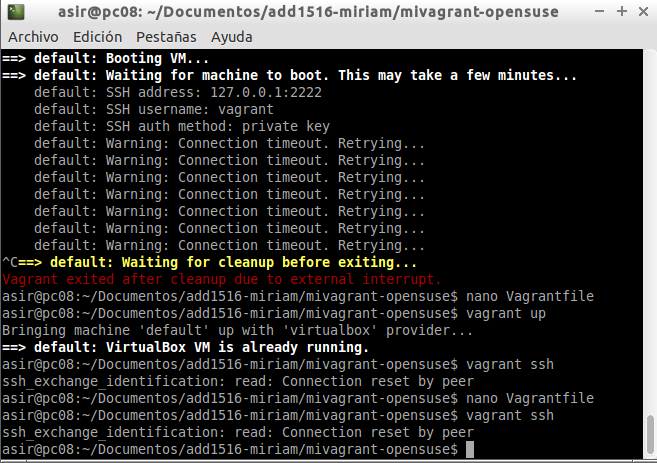 asir@pc08: ~/Documentos/add1516-miriam/mivagrant-opensuse
Archivo Edición Pestañas Ayuda
==> default: Booting VM...
==> default: Waiting for machine to boot. This may take a few minutes...
    default: SSH address: 127.0.0.1:2222
    default: SSH username: vagrant
    default: SSH auth method: private key
    default: Warning: Connection timeout. Retrying...
    default: Warning: Connection timeout. Retrying...
    default: Warning: Connection timeout. Retrying...
    default: Warning: Connection timeout. Retrying...
    default: Warning: Connection timeout. Retrying...
    default: Warning: Connection timeout. Retrying...
    default: Warning: Connection timeout. Retrying...
^C==> default: Waiting for cleanup before exiting...
Vagrant exited after cleanup due to external interrupt.
asir@pc08:~/Documentos/add1516-miriam/mivagrant-opensuse$ nano Vagrantfile
asir@pc08:~/Documentos/add1516-miriam/mivagrant-opensuse$ vagrant up
Bringing machine 'default' up with 'virtualbox' provider...
==> default: VirtualBox VM is already running.
asir@pc08:~/Documentos/add1516-miriam/mivagrant-opensuse$ vagrant ssh
ssh_exchange_identification: read: Connection reset by peer
asir@pc08:~/Documentos/add1516-miriam/mivagrant-opensuse$ nano Vagrantfile
asir@pc08:~/Documentos/add1516-miriam/mivagrant-opensuse$ vagrant ssh
ssh_exchange_identification: read: Connection reset by peer
asir@pc08:~/Documentos/add1516-miriam/mivagrant-opensuse$